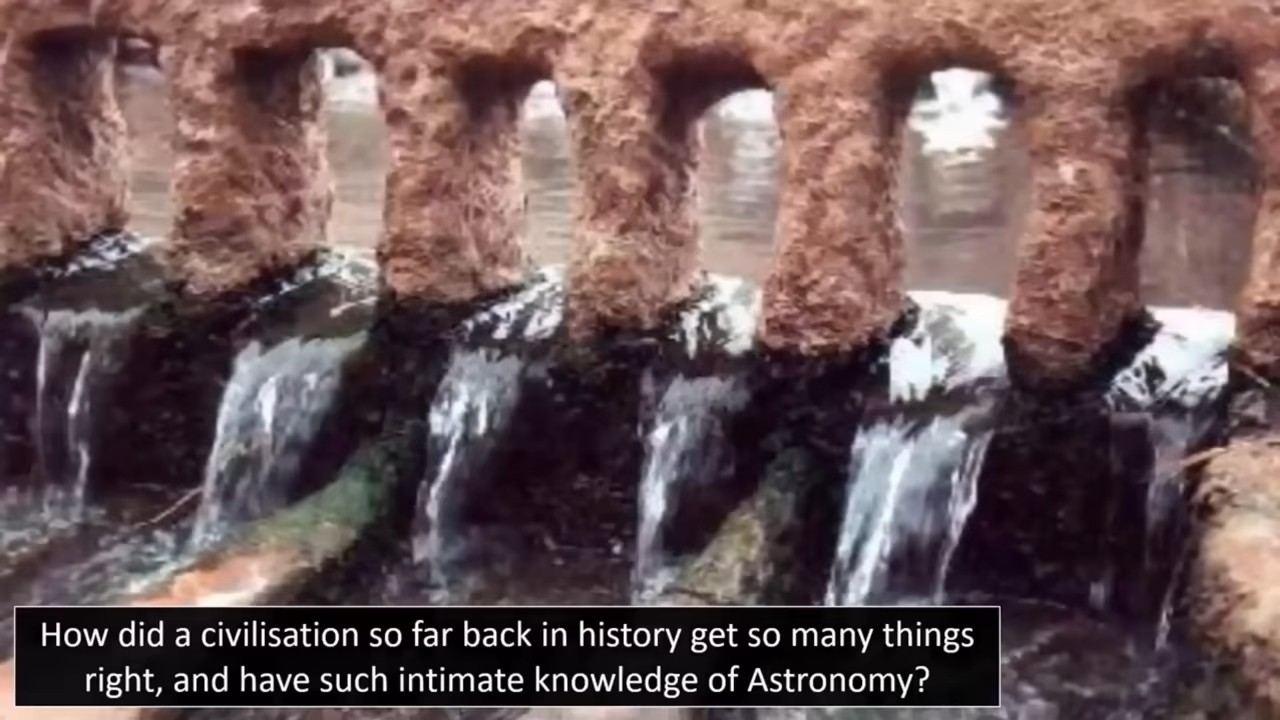 How did a civilisation so far back in history get so many things
right, and have such intimate knowledge of Astronomy?